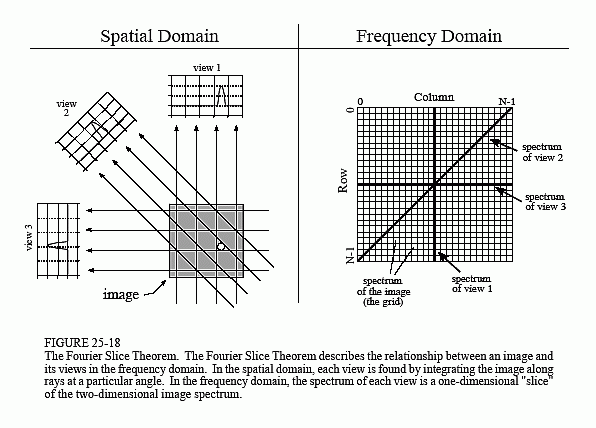 Spatial Domain
Frequency Domain
view 1
view
2
view 3
image
0
Column
N-1
0
Row
N-1
spectrum
of view 2
spectrum
of view 3
spectrum
of the image
(the grid)
spectrum
of view 1
FIGURE 25-18
The Fourier Slice Theorem. The Fourier Slice Theorem describes the relationship between an image and
its views in the frequency domain. In the spatial domain, each view is found by integrating the image along
rays at a particular angle. In the frequency domain, the spectrum of each view is a one-dimensional "slice"
of the two-dimensional image spectrum.